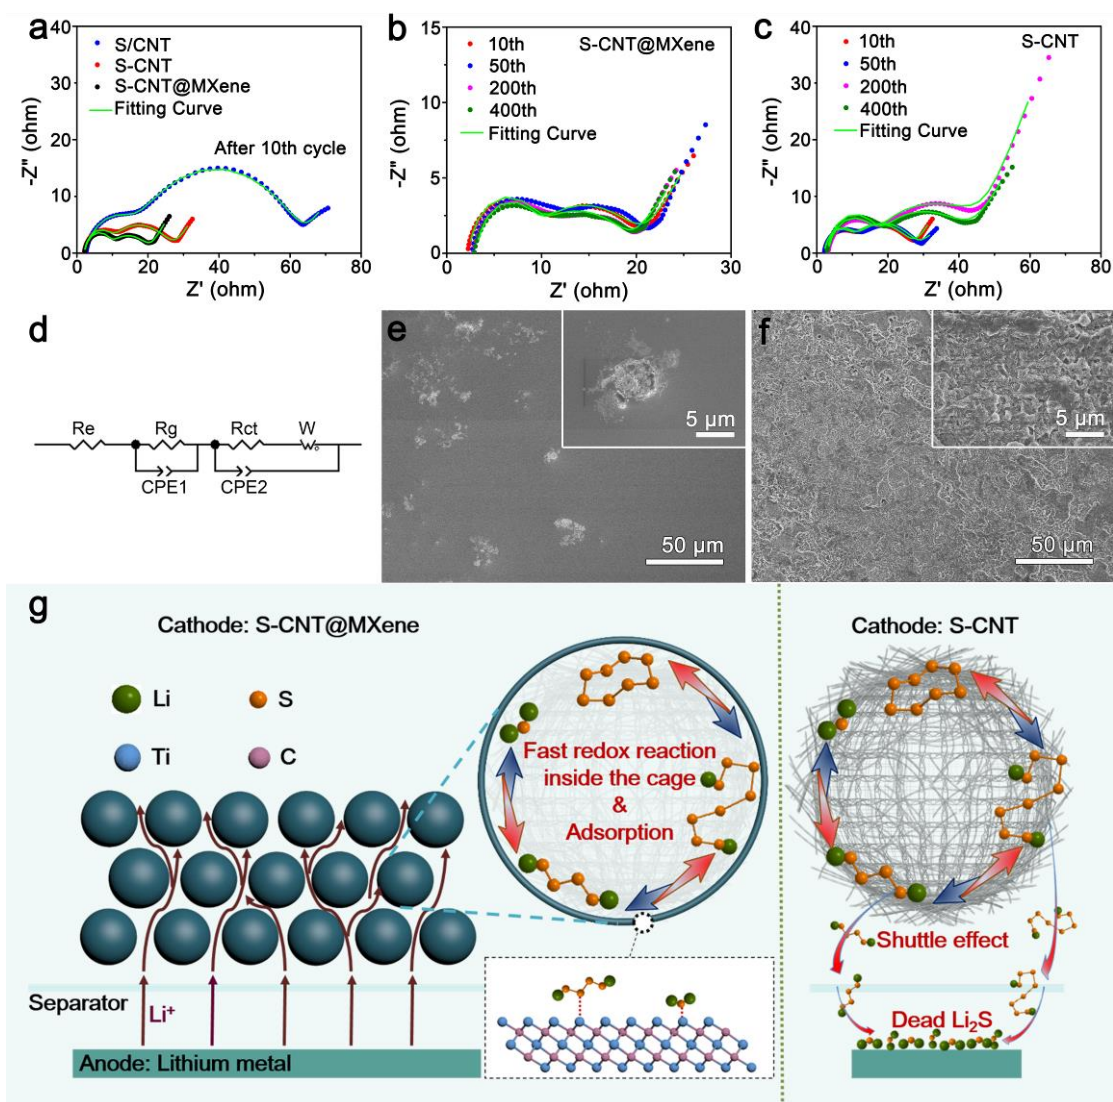 a
S/CNT
S-CNT
S-CNT@MXene
Fitting Curve
After 10th cycle
-Z" (ohm)
40
30
20
10
0
0 20 40 60 80
Z' (ohm)
b
10th
50th
200th
400th
Fitting Curve
S-CNT@MXene
-Z" (ohm)
15
10
5
0
0 10 20 30
Z' (ohm)
c
10th
50th
200th
400th
Fitting Curve
S-CNT
-Z" (ohm)
40
30
20
10
0
0 20 40 60 80
Z' (ohm)
d
Re Rg Rct W
CPE1 CPE2
e
5 μm
50 μm
f
5 μm
50 μm
g
Cathode: S-CNT@MXene
Li S
Ti C
Fast redox reaction
inside the cage
&
Adsorption
Separator
Li+
Anode: Lithium metal
Cathode: S-CNT
Shuttle effect
Dead Li₂S